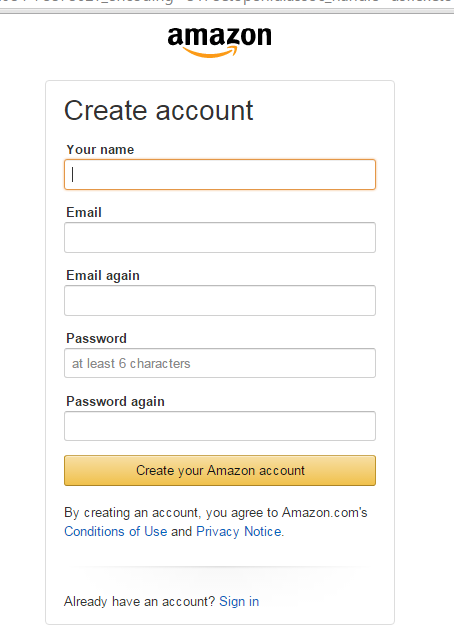 amazon
Create account
Your name
Email
Email again
Password
at least 6 characters
Password again
Create your Amazon account
By creating an account, you agree to Amazon.com's
Conditions of Use and Privacy Notice.
Already have an account? Sign in